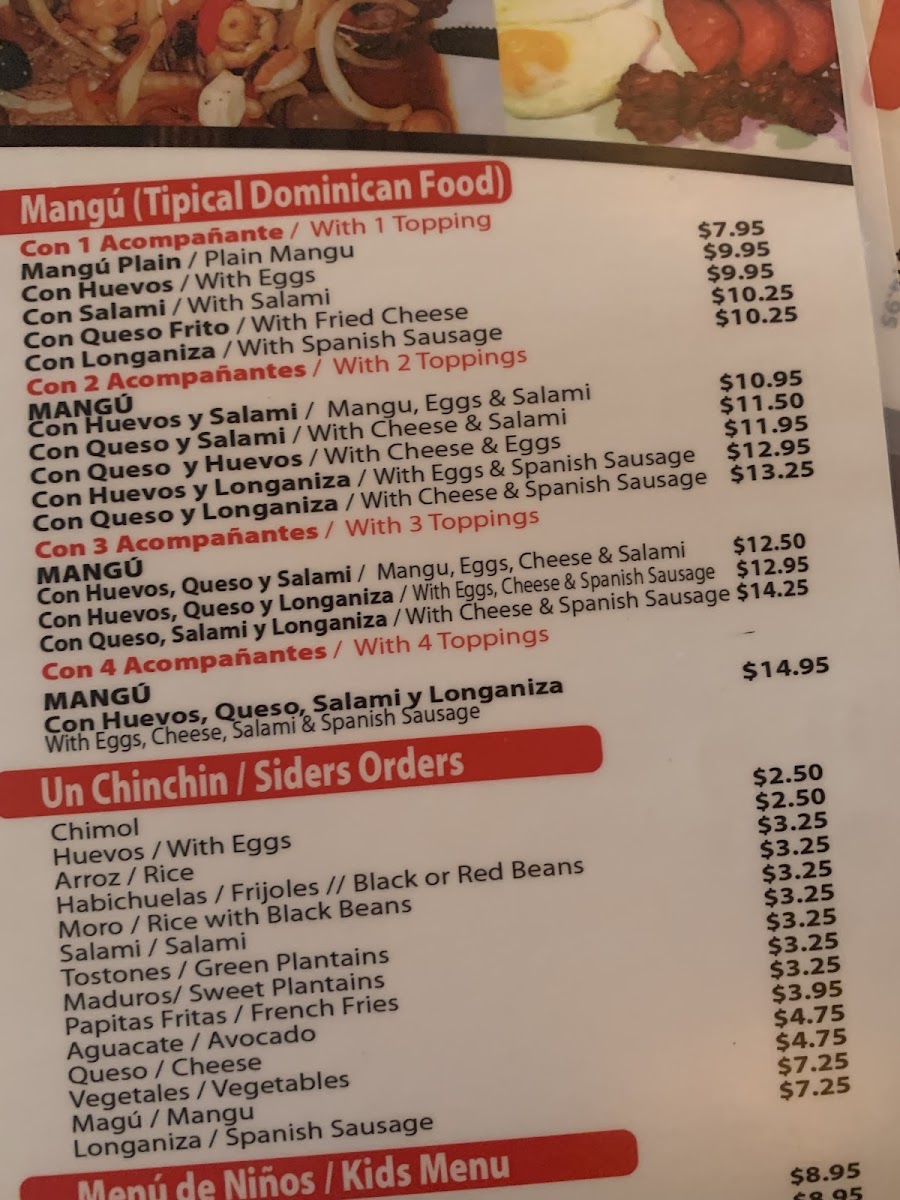 Mangú (Tipical Dominican Food)
Con 1 Acompañante / With 1 Topping
Mangú Plain / Plain Mangu $7.95
Con Huevos / With Eggs $9.95
Con Salami / With Salami $9.95
Con Queso Frito / With Fried Cheese $10.25
Con Longaniza / With Spanish Sausage $10.25
Con 2 Acompañantes / With 2 Toppings
MANGÚ
Con Huevos y Salami / Mangu, Eggs & Salami $10.95
Con Queso y Salami / With Cheese & Salami $11.50
Con Queso y Huevos / With Cheese & Eggs $11.95
Con Huevos y Longaniza / With Eggs & Spanish Sausage $12.95
Con Queso y Longaniza / With Cheese & Spanish Sausage $13.25
Con 3 Acompañantes / With 3 Toppings
MANGÚ
Con Huevos, Queso y Salami / Mangu, Eggs, Cheese & Salami $12.50
Con Huevos, Queso y Longaniza / With Eggs, Cheese & Spanish Sausage $12.95
Con Queso, Salami y Longaniza / With Cheese & Spanish Sausage $14.25
Con 4 Acompañantes / With 4 Toppings
MANGÚ
Con Huevos, Queso, Salami y Longaniza $14.95
With Eggs, Cheese, Salami & Spanish Sausage
Un Chinchin / Siders Orders
Chimol $2.50
Huevos / With Eggs $2.50
Arroz / Rice $3.25
Habichuelas / Frijoles // Black or Red Beans $3.25
Moro / Rice with Black Beans $3.25
Salami / Salami $3.25
Tostones / Green Plantains $3.25
Maduros/ Sweet Plantains $3.25
Papitas Fritas / French Fries $3.25
Aguacate / Avocado $3.95
Queso / Cheese $4.75
Vegetales / Vegetables $4.75
Magú / Mangu $7.25
Longaniza / Spanish Sausage $7.25
Menú de Niños / Kids Menu
$8.95
$8.95